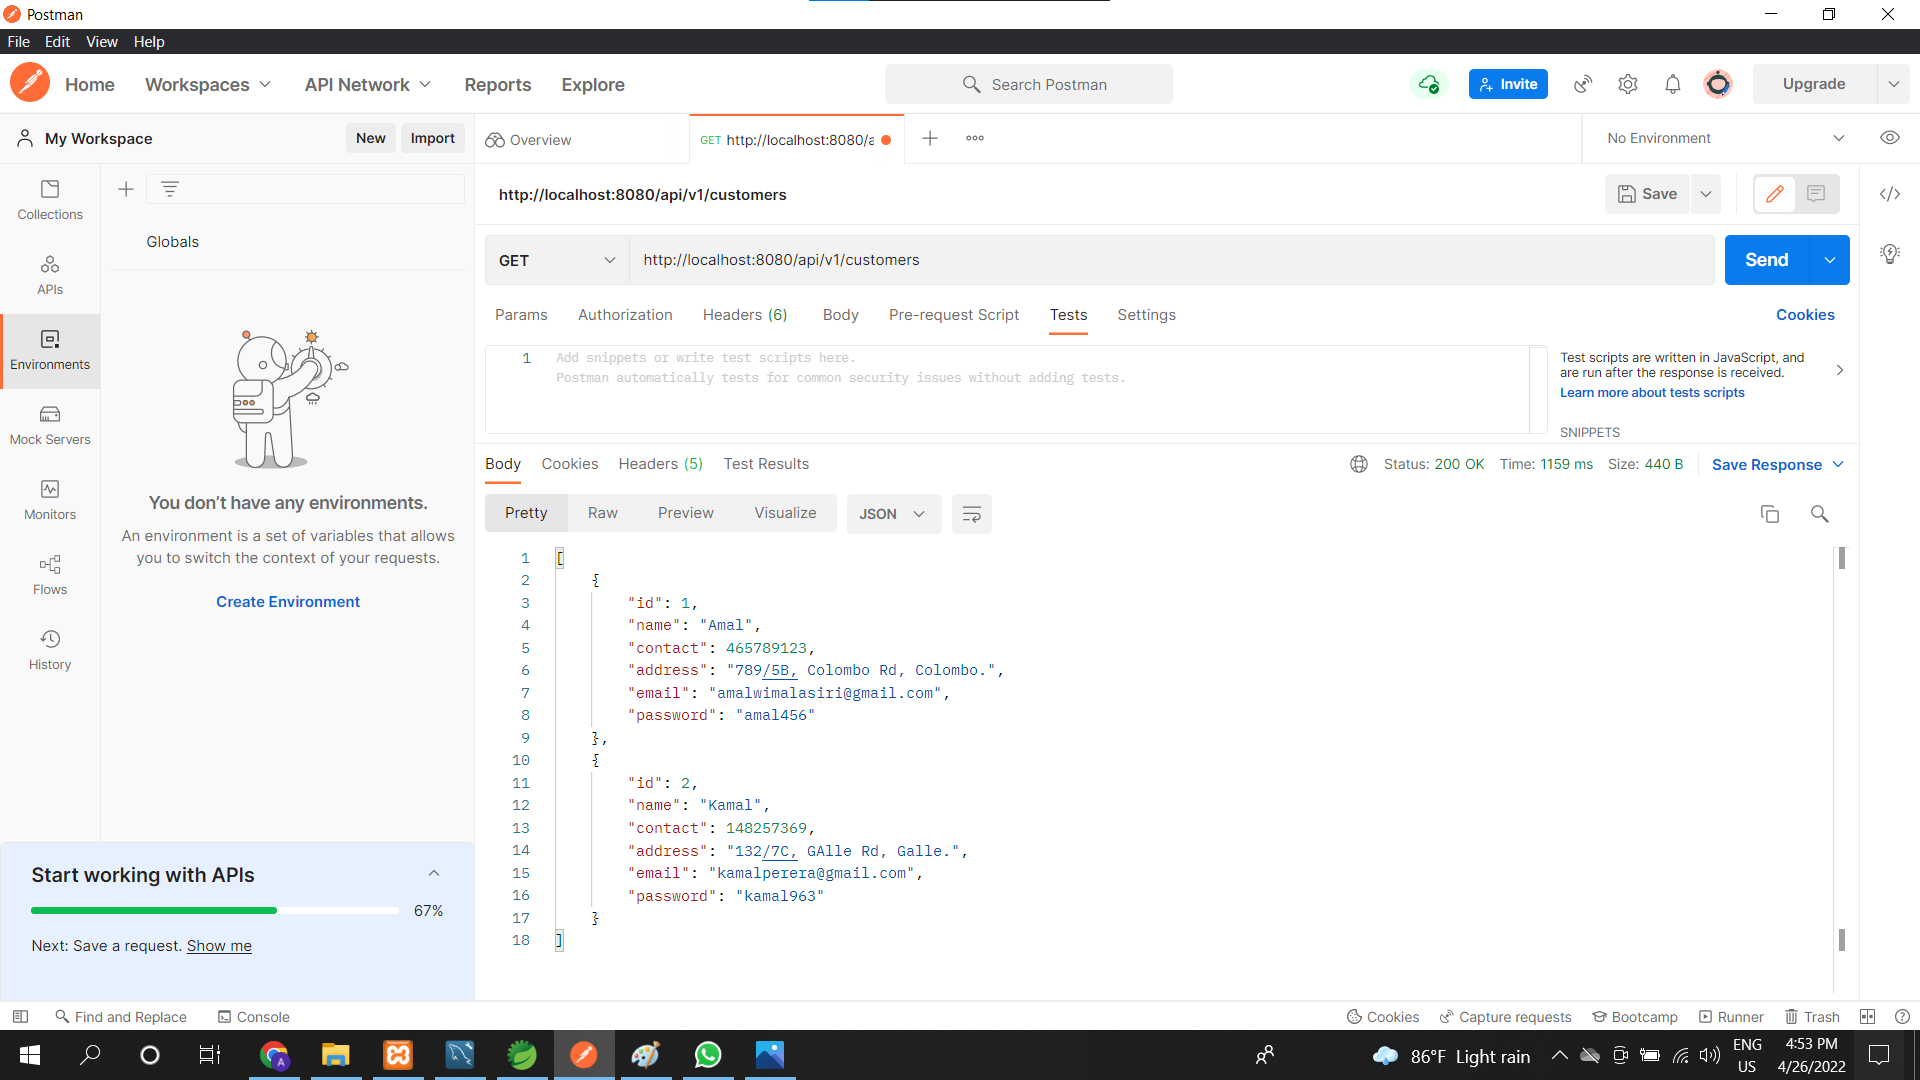 Postman
File Edit View Help
Home Workspaces API Network Reports Explore Search Postman Invite Upgrade
My Workspace New Import Overview GET http://localhost:8080/a No Environment
Collections
APIs
Environments
Mock Servers
Monitors
Flows
History
Globals
You don't have any environments.
An environment is a set of variables that allows
you to switch the context of your requests.
Create Environment
Start working with APIs
67%
Next: Save a request. Show me
http://localhost:8080/api/v1/customers Save
GET http://localhost:8080/api/v1/customers Send
Params Authorization Headers (6) Body Pre-request Script Tests Settings Cookies
1 Add snippets or write test scripts here.
Postman automatically tests for common security issues without adding tests.
Test scripts are written in JavaScript, and
are run after the response is received.
Learn more about tests scripts
SNIPPETS
Body Cookies Headers (5) Test Results Status: 200 OK Time: 1159 ms Size: 440 B Save Response
Pretty Raw Preview Visualize JSON
1 [
2 {
3 "id": 1,
4 "name": "Amal",
5 "contact": 465789123,
6 "address": "789/5B, Colombo Rd, Colombo.",
7 "email": "amalwimalasiri@gmail.com",
8 "password": "amal456"
9 },
10 {
11 "id": 2,
12 "name": "Kamal",
13 "contact": 148257369,
14 "address": "132/7C, GAlle Rd, Galle.",
15 "email": "kamalperera@gmail.com",
16 "password": "kamal963"
17 }
18 ]
Find and Replace Console Cookies Capture requests Bootcamp Runner Trash
A 86°F Light rain ENG US 4:53 PM 4/26/2022